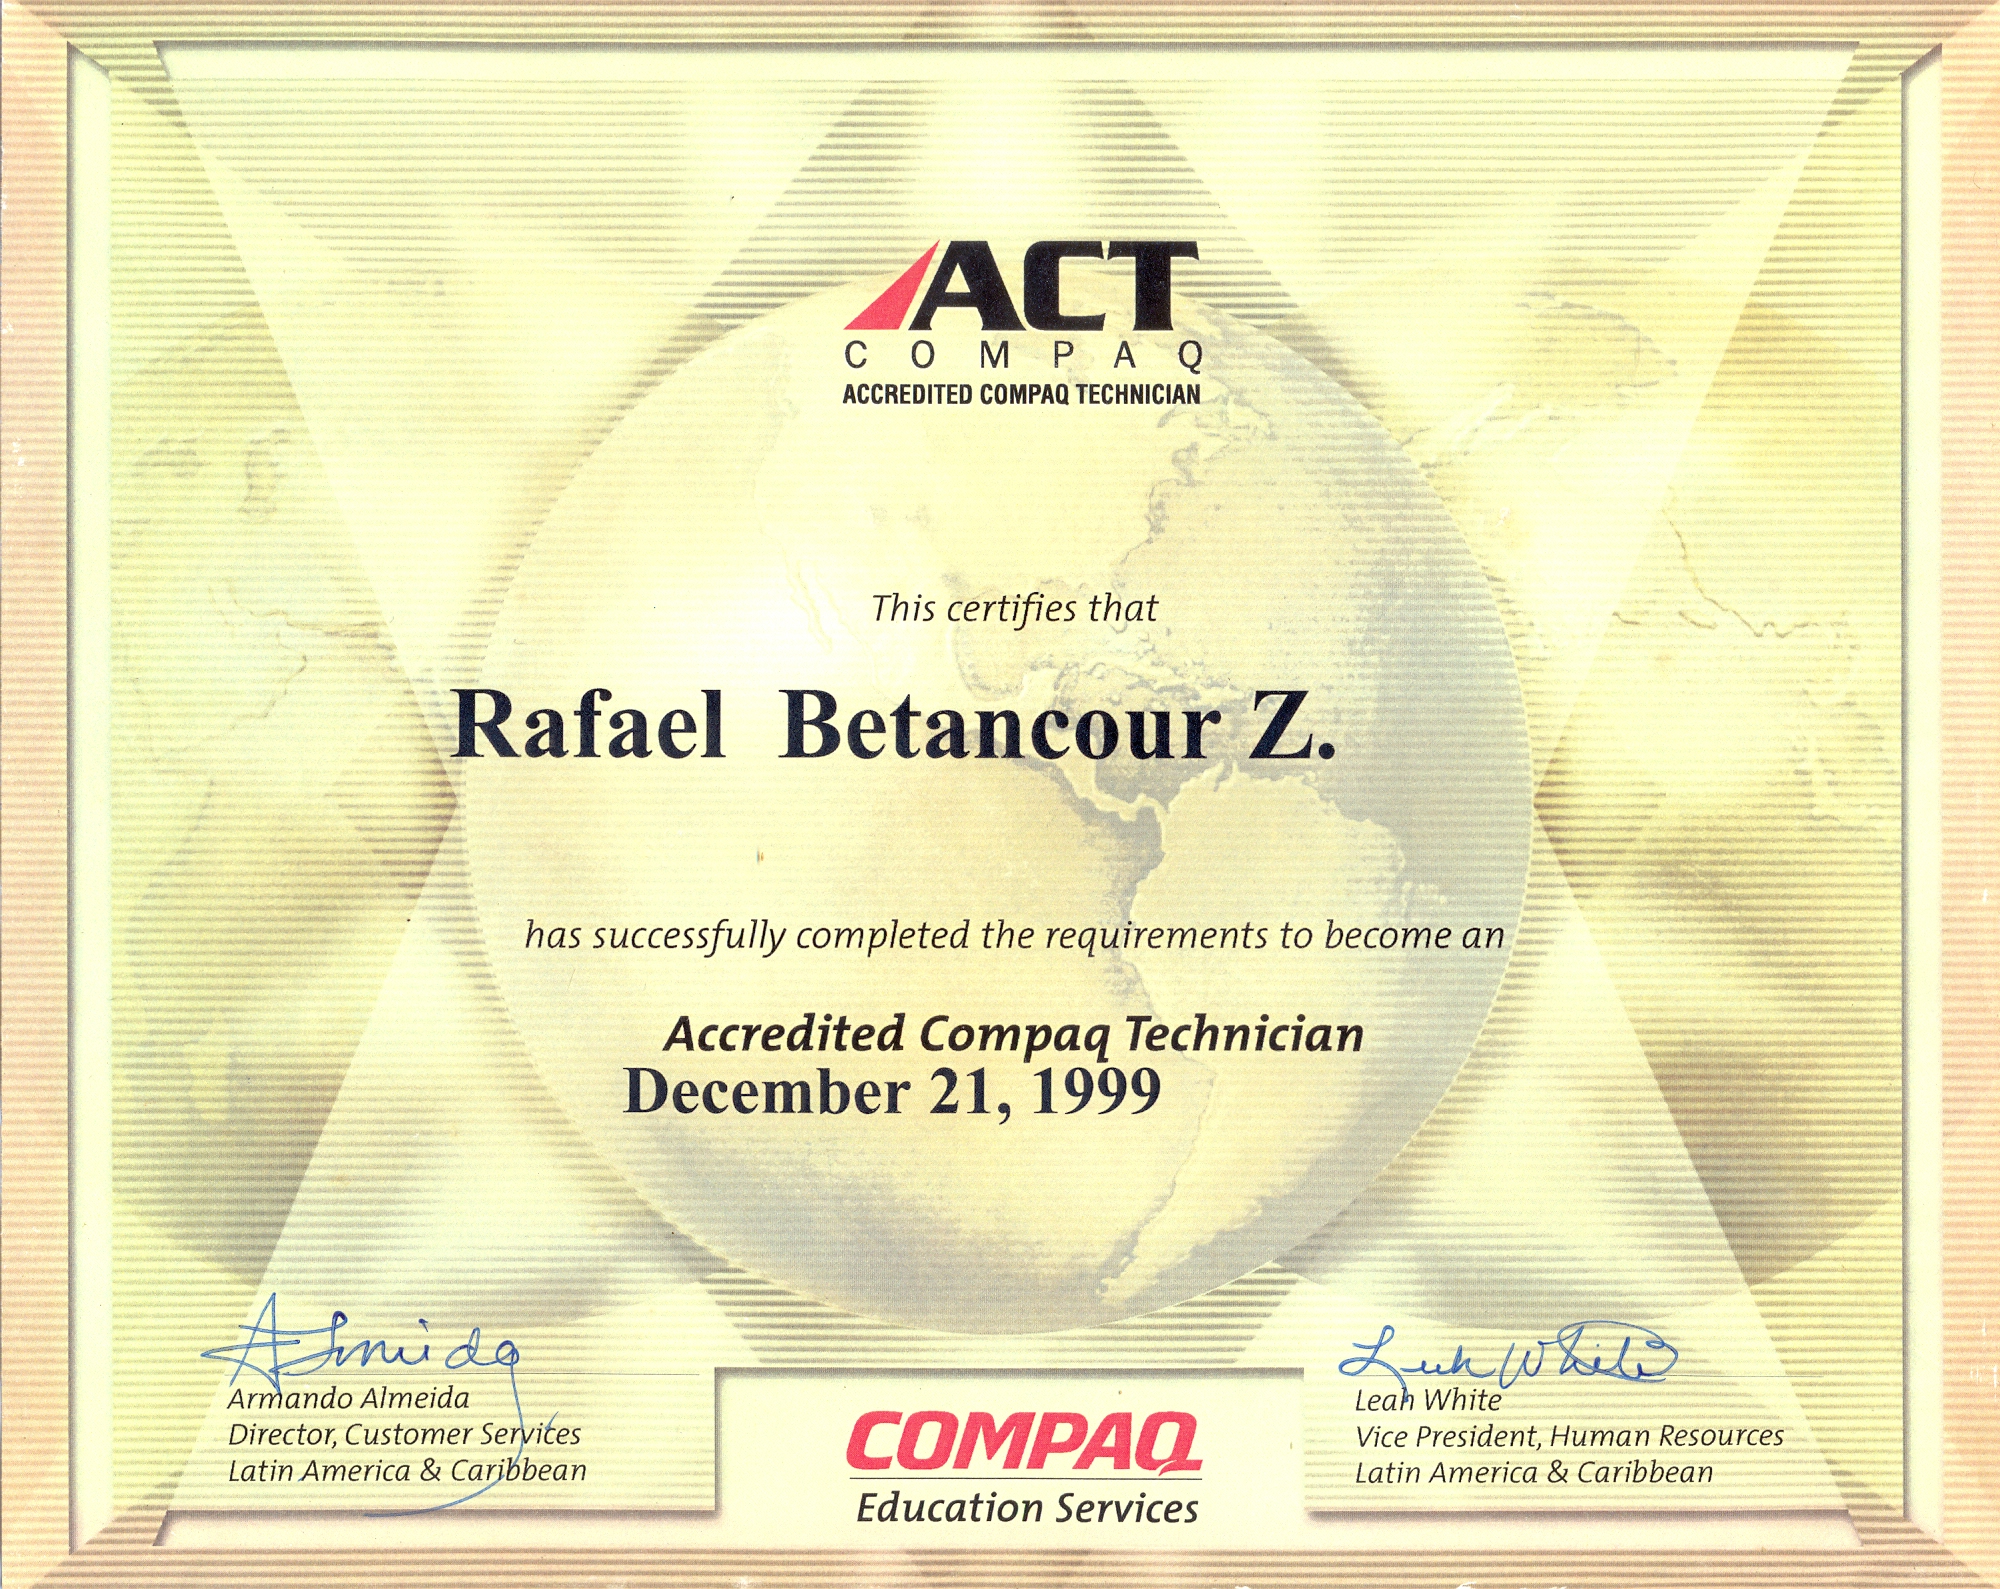 ACT
COMPAQ
ACCREDITED COMPAQ TECHNICIAN
This certifies that
Rafael Betancour Z.
has successfully completed the requirements to become an
Accredited Compaq Technician
December 21, 1999
A Almeida
Armando Almeida
Director, Customer Services
Latin America & Caribbean
Leah White
Leah White
Vice President, Human Resources
Latin America & Caribbean
COMPAQ
Education Services